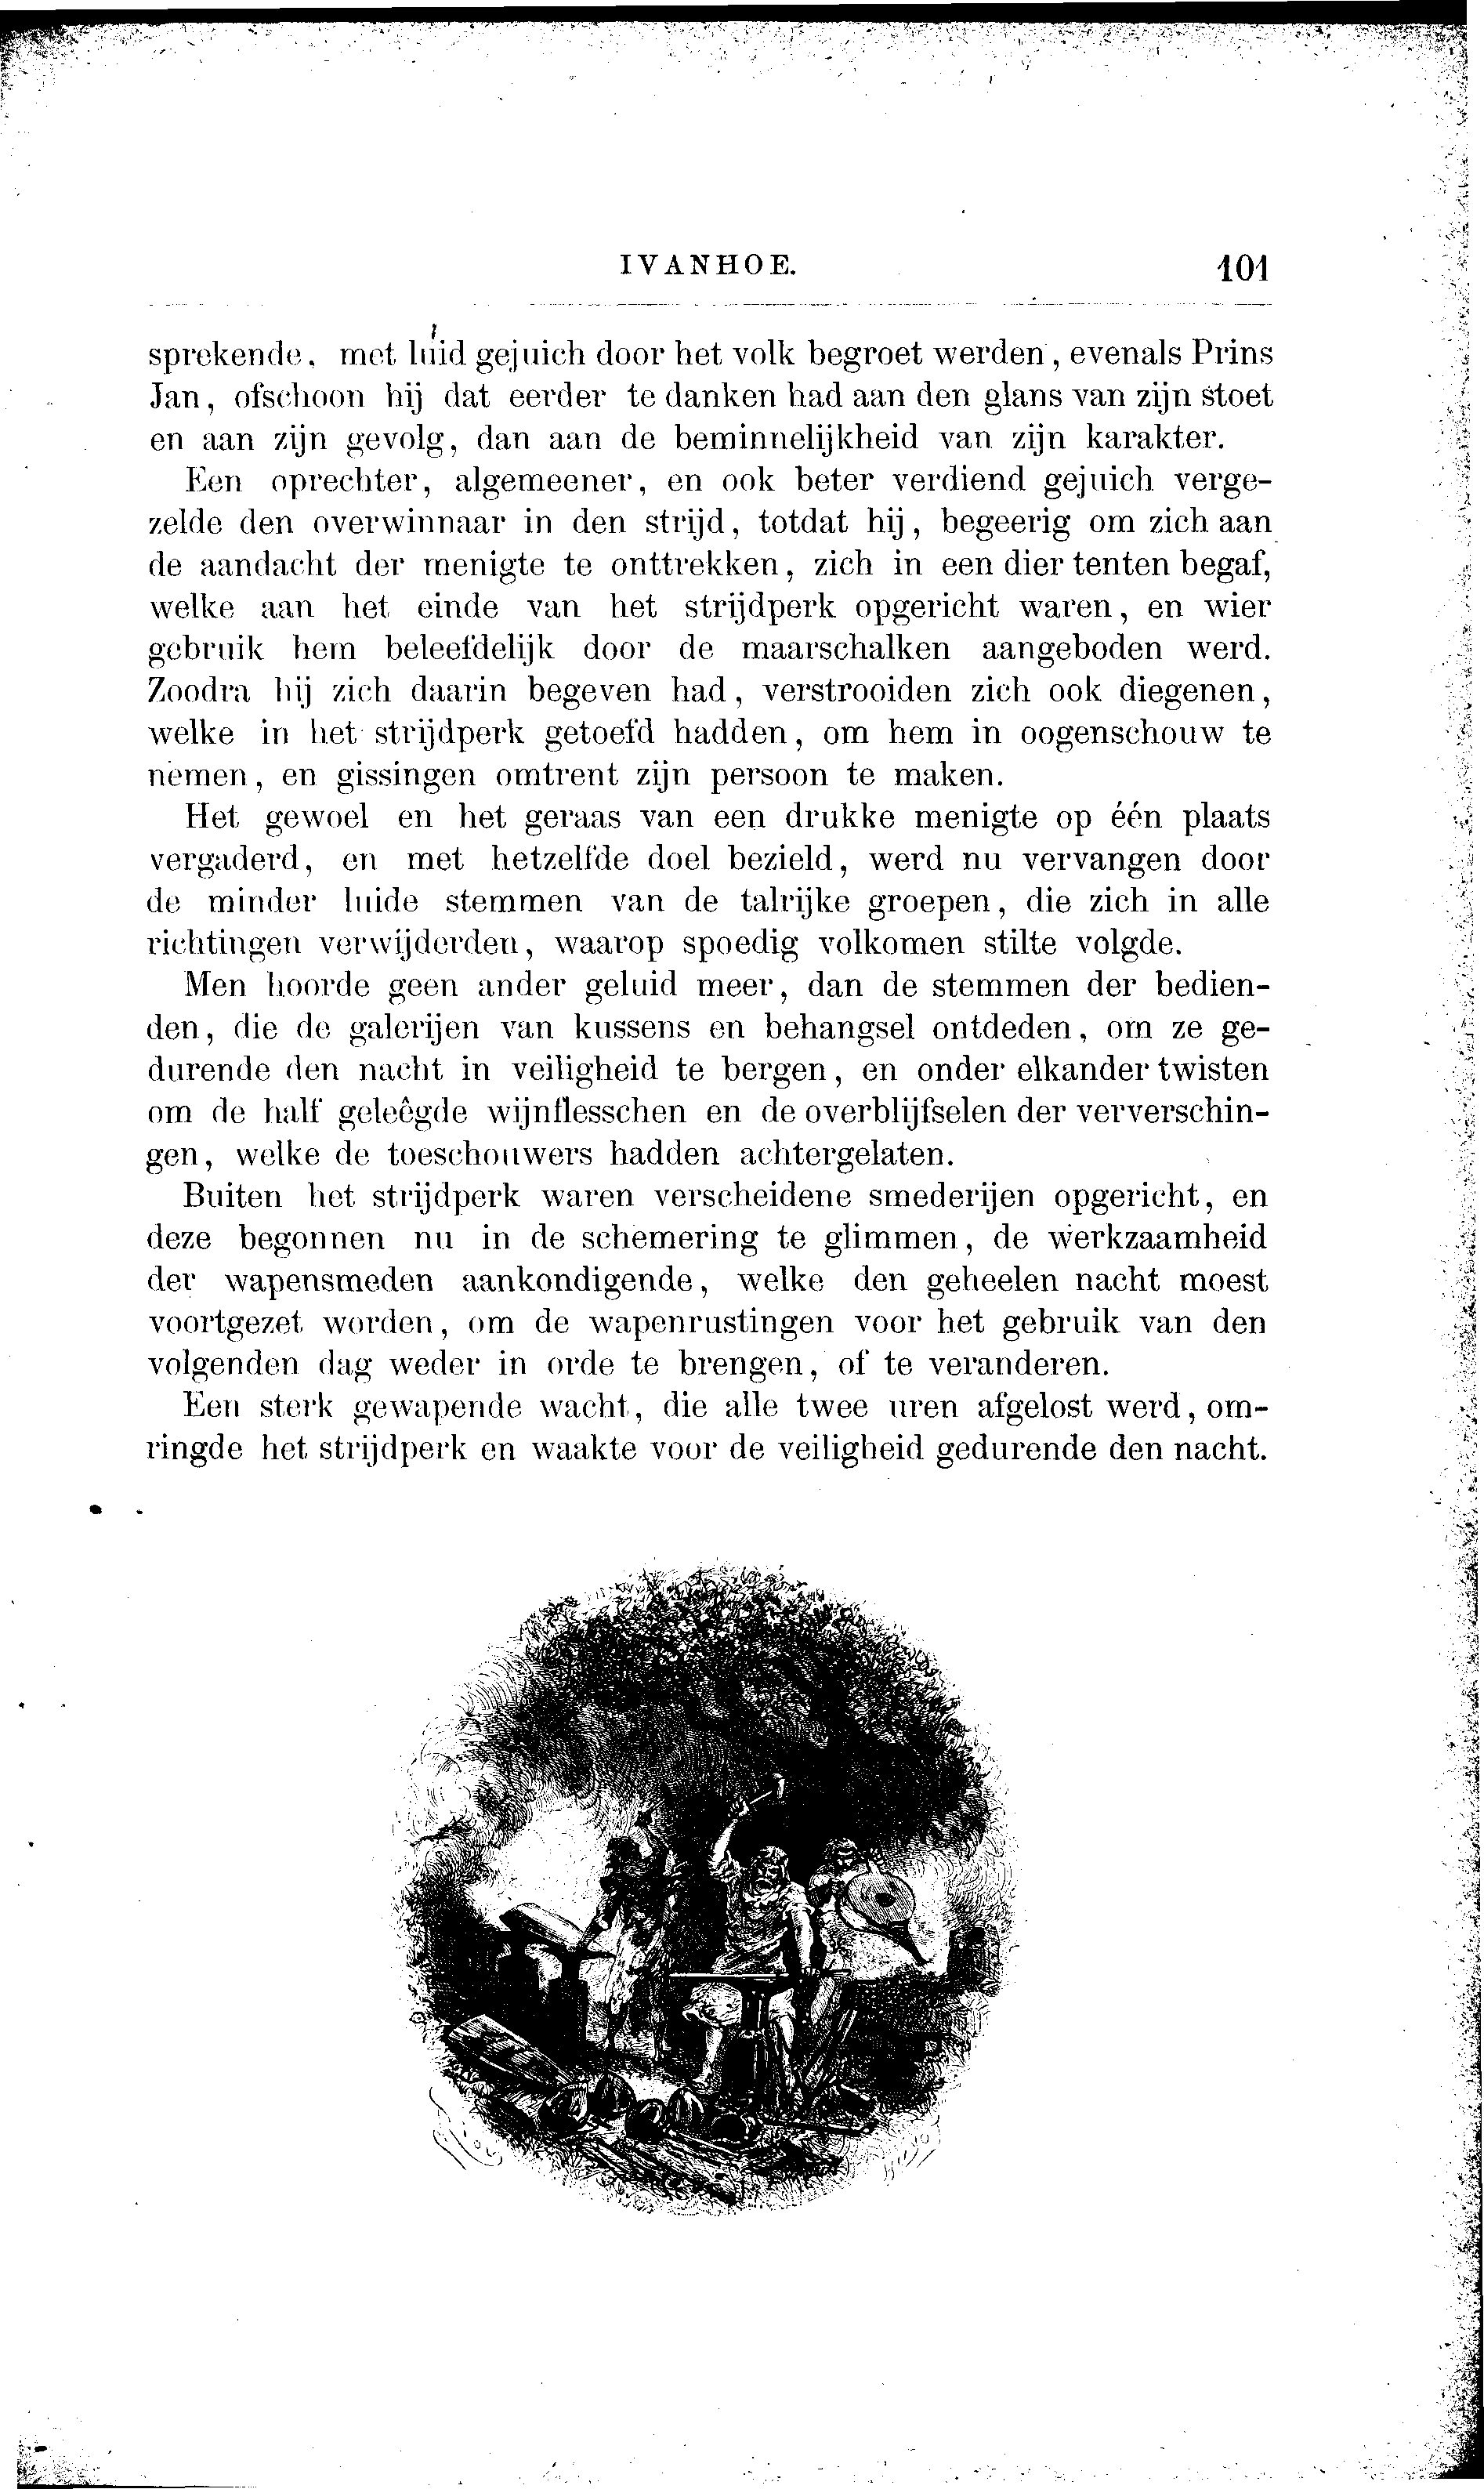 IVANHOE. 101
sprekende, met luid gejuich door het volk begroet werden, evenals Prins
Jan, ofschoon hij dat eerder te danken had aan den glans van zijn stoet
en aan zijn gevolg, dan aan de beminnelijkheid van zijn karakter.
Een oprechter, algemeener, en ook beter verdiend gejuich verge-
zelde den overwinnaar in den strijd, totdat hij, begeerig om zich aan
de aandacht der menigte te onttrekken, zich in een dier tenten begaf,
welke aan het einde van het strijdperk opgericht waren, en wier
gebruik hem beleefdelijk door de maarschalken aangeboden werd.
Zoodra hij zich daarin begeven had, verstrooiden zich ook diegenen,
welke in het strijdperk getoefd hadden, om hem in oogenschouw te
nemen, en gissingen omtrent zijn persoon te maken.
Het gewoel en het geraas van een drukke menigte op één plaats
vergaderd, en met hetzelfde doel bezield, werd nu vervangen door
de minder luide stemmen van de talrijke groepen, die zich in alle
richtingen verwijderden, waarop spoedig volkomen stilte volgde.
Men hoorde geen ander geluid meer, dan de stemmen der bedien-
den, die de galerijen van kussens en behangsel ontdeden, om ze ge-
durende den nacht in veiligheid te bergen, en onder elkander twisten
om de half geleêgde wijnflesschen en de overblijfselen der ververschin-
gen, welke de toeschouwers hadden achtergelaten.
Buiten het strijdperk waren verscheidene smederijen opgericht, en
deze begonnen nu in de schemering te glimmen, de werkzaamheid
der wapensmeden aankondigende, welke den geheelen nacht moest
voortgezet worden, om de wapenrustingen voor het gebruik van den
volgenden dag weder in orde te brengen, of te veranderen.
Een sterk gewapende wacht, die alle twee uren afgelost werd, om-
ringde het strijdperk en waakte voor de veiligheid gedurende den nacht.